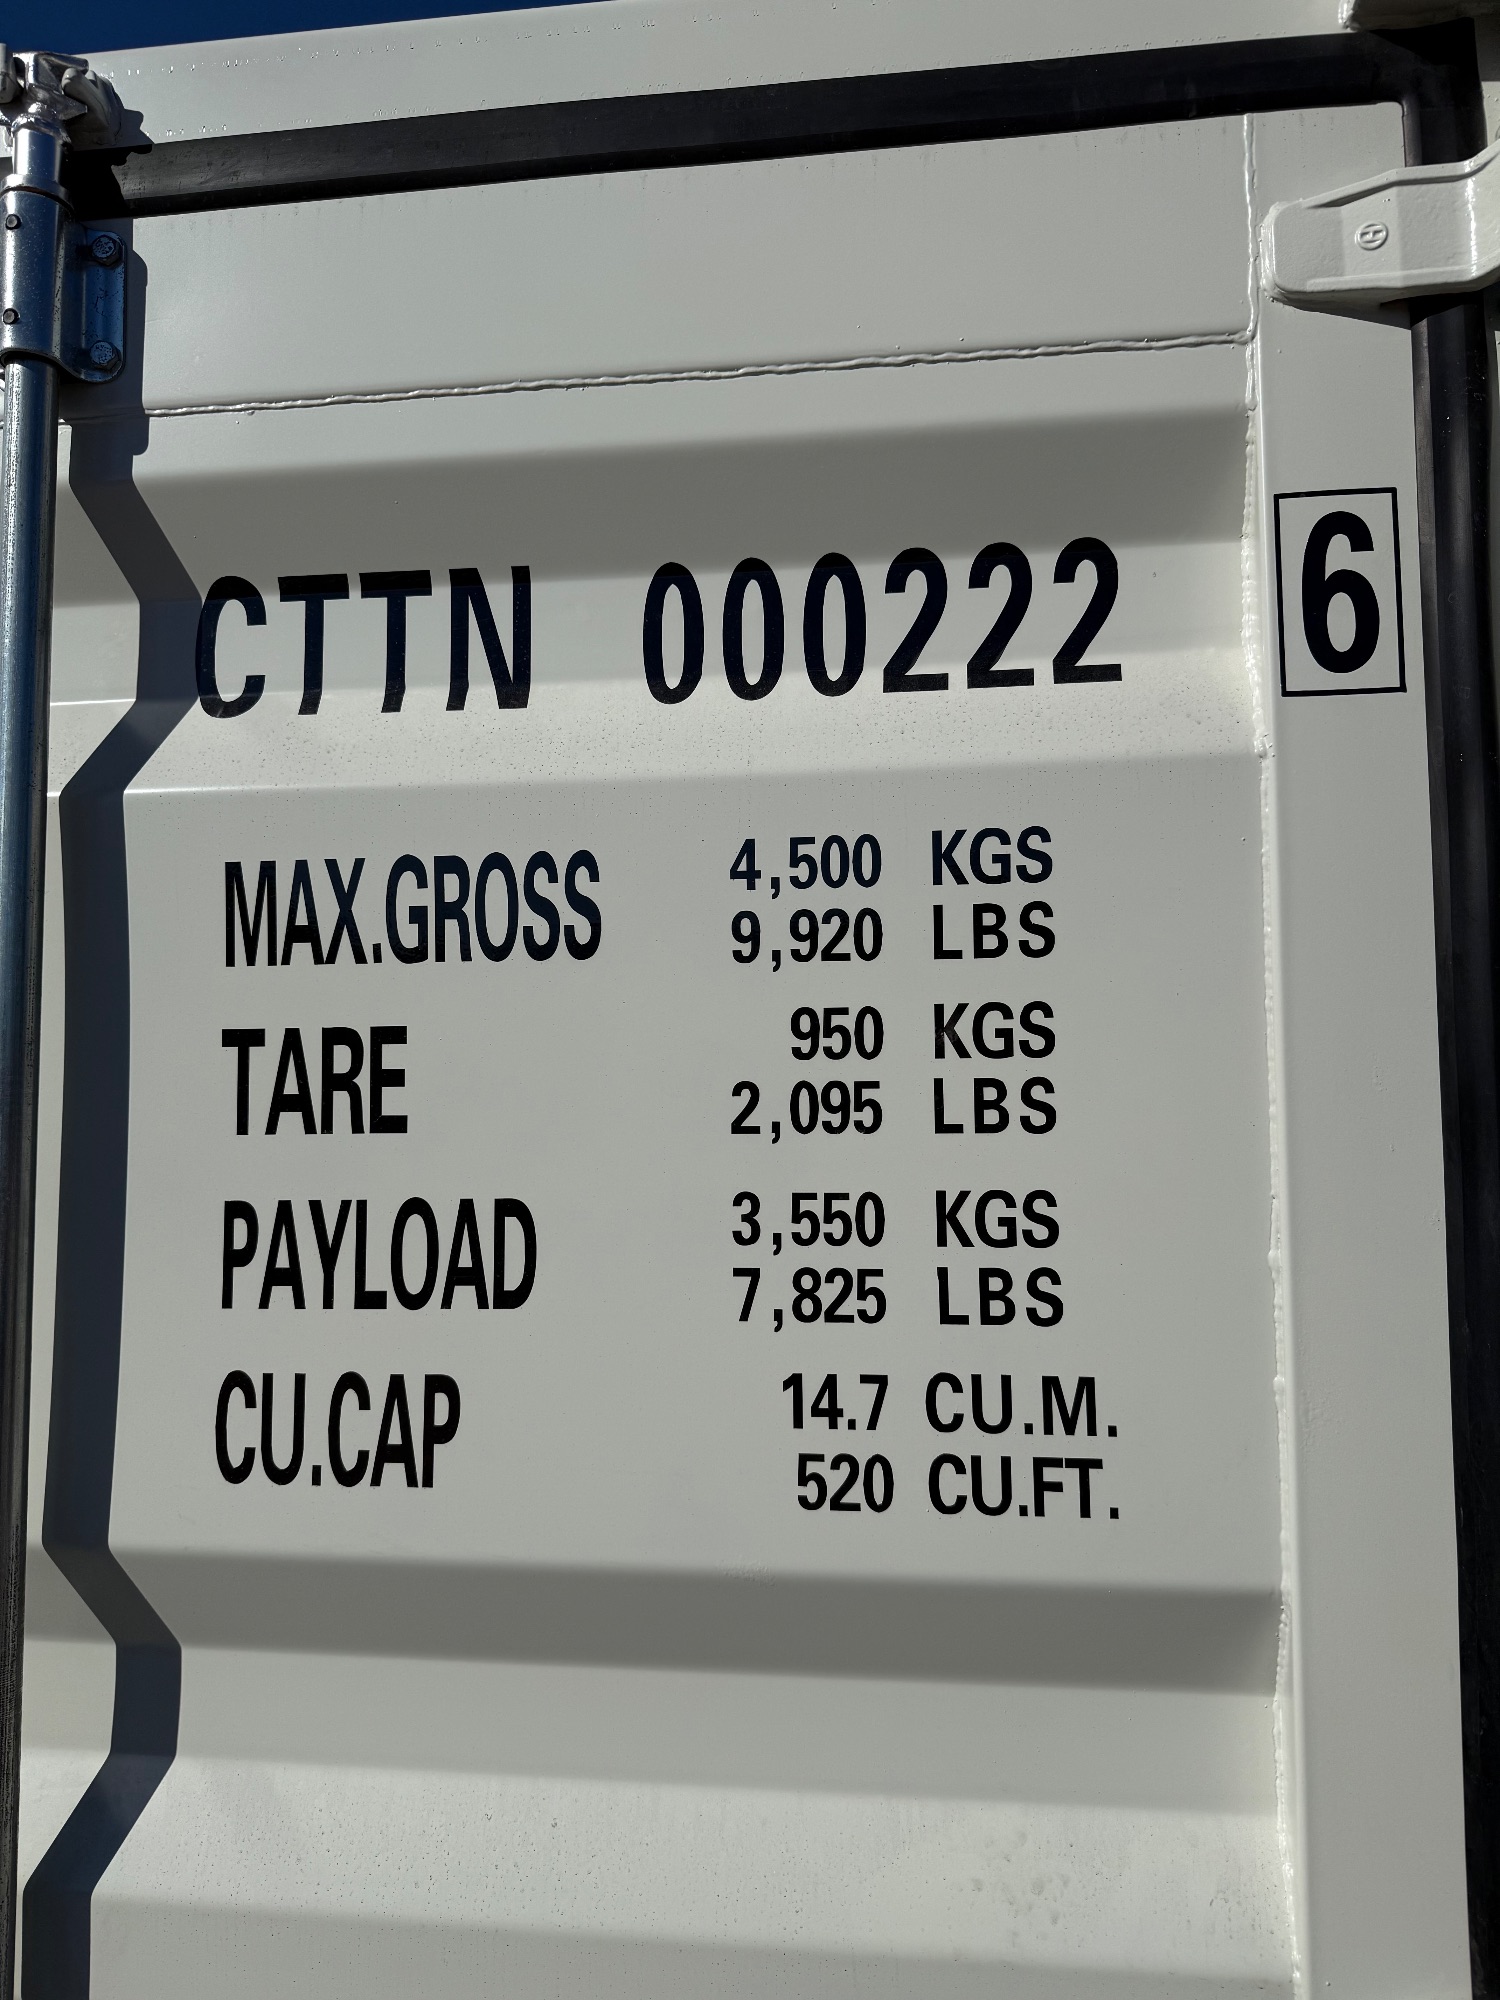 CTTN 000222 6
MAX.GROSS 4,500 KGS
9,920 LBS
TARE 950 KGS
2,095 LBS
PAYLOAD 3,550 KGS
7,825 LBS
CU.CAP 14.7 CU.M.
520 CU.FT.
H